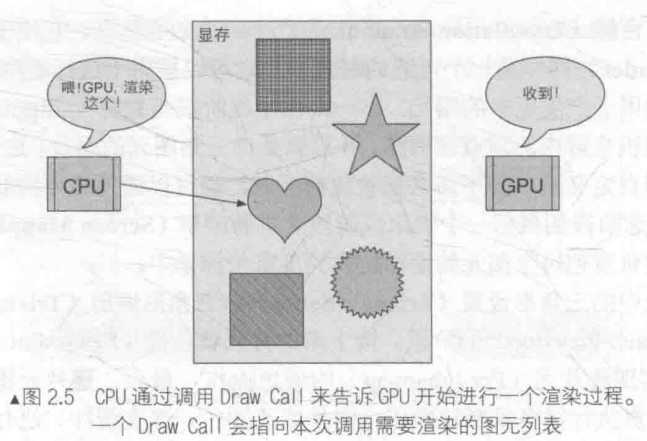 显存
喂!GPU, 渲染
这个!
收到!
CPU
GPU
▲图 2.5 CPU 通过调用 Draw Call 来告诉 GPU 开始进行一个渲染过程。
一个 Draw Call 会指向本次调用需要渲染的图元列表